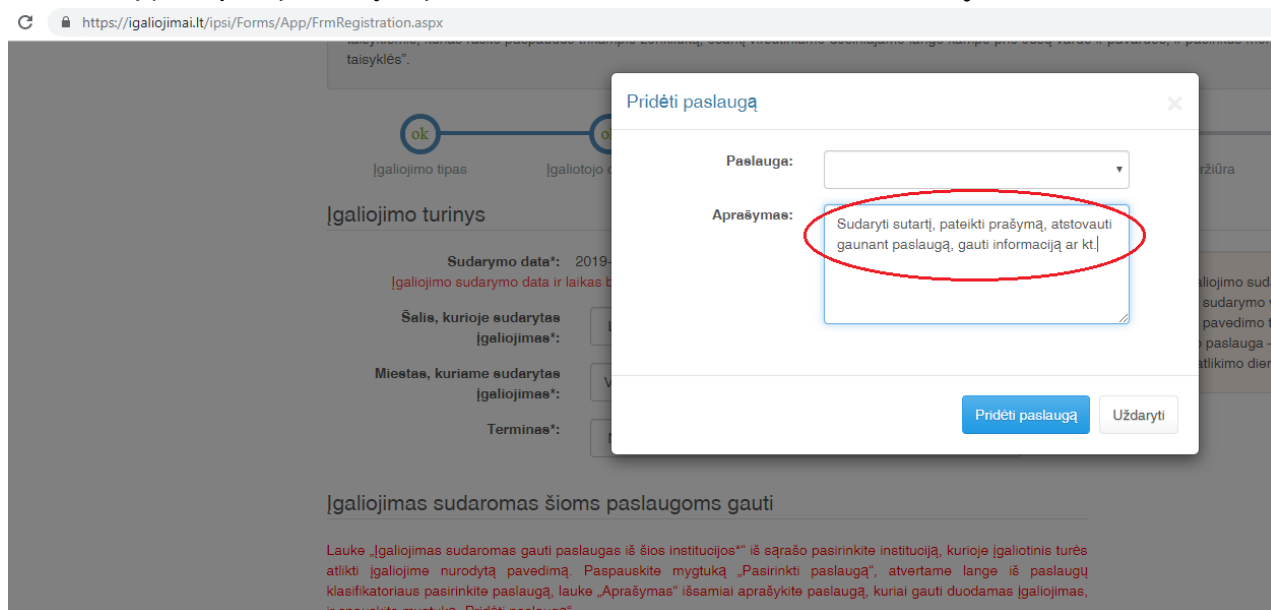 https://igaliojimai.lt/ipsi/Forms/App/FrmRegistration.aspx
taisyklės".
Pridėti paslaugą
×
ok
Įgaliojimo tipas
Įgaliotojo
Paslauga:
Aprašymas:
Sudaryti sutartį, pateikti prašymą, atstovauti
gaunant paslaugą, gauti informaciją ar kt.
Pridėti paslaugą
Uždaryti
Įgaliojimo turinys
Sudarymo data*: 2019-
Įgaliojimo sudarymo data ir laikas b
Šalis, kurioje sudarytas
įgaliojimas*:
Miestas, kuriame sudarytas
įgaliojimas*:
Terminas*:
sudarymo
pavedimo
paslauga -
Įgaliojimas sudaromas šioms paslaugoms gauti
Lauke „Įgaliojimas sudaromas gauti paslaugas iš šios institucijos*“ iš sąrašo pasirinkite instituciją, kurioje įgaliotinis turės
atlikti įgaliojime nurodytą pavedimą. Paspauskite mygtuką „Pasirinkti paslaugą“, atvertame lange iš paslaugų
klasifikatoriaus pasirinkite paslaugą, lauke „Aprašymas“ išsamiai aprašykite paslaugą, kuriai gauti duodamas įgaliojimas,